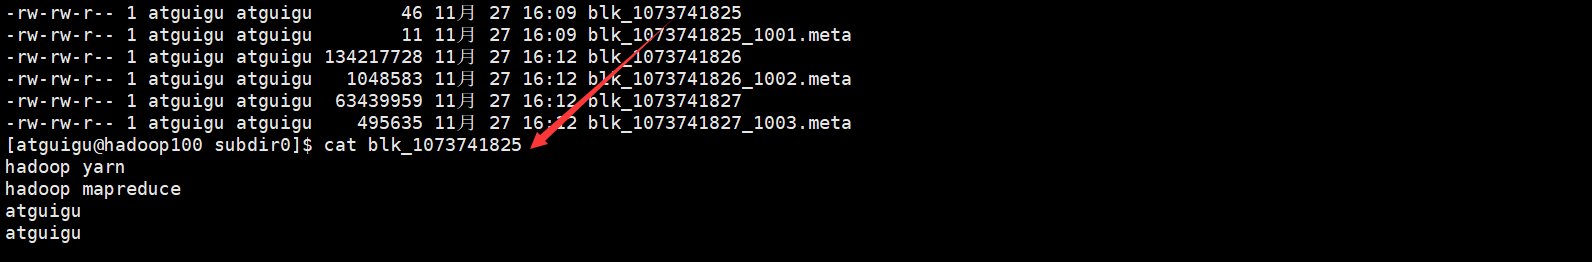 -rw-rw-r-- 1 atguigu atguigu        46 11月 27 16:09 blk_1073741825
-rw-rw-r-- 1 atguigu atguigu        11 11月 27 16:09 blk_1073741825_1001.meta
-rw-rw-r-- 1 atguigu atguigu 134217728 11月 27 16:12 blk_1073741826
-rw-rw-r-- 1 atguigu atguigu   1048583 11月 27 16:12 blk_1073741826_1002.meta
-rw-rw-r-- 1 atguigu atguigu  63439959 11月 27 16:12 blk_1073741827
-rw-rw-r-- 1 atguigu atguigu    495635 11月 27 16:12 blk_1073741827_1003.meta
[atguigu@hadoop100 subdir0]$ cat blk_1073741825
hadoop yarn
hadoop mapreduce
atguigu
atguigu